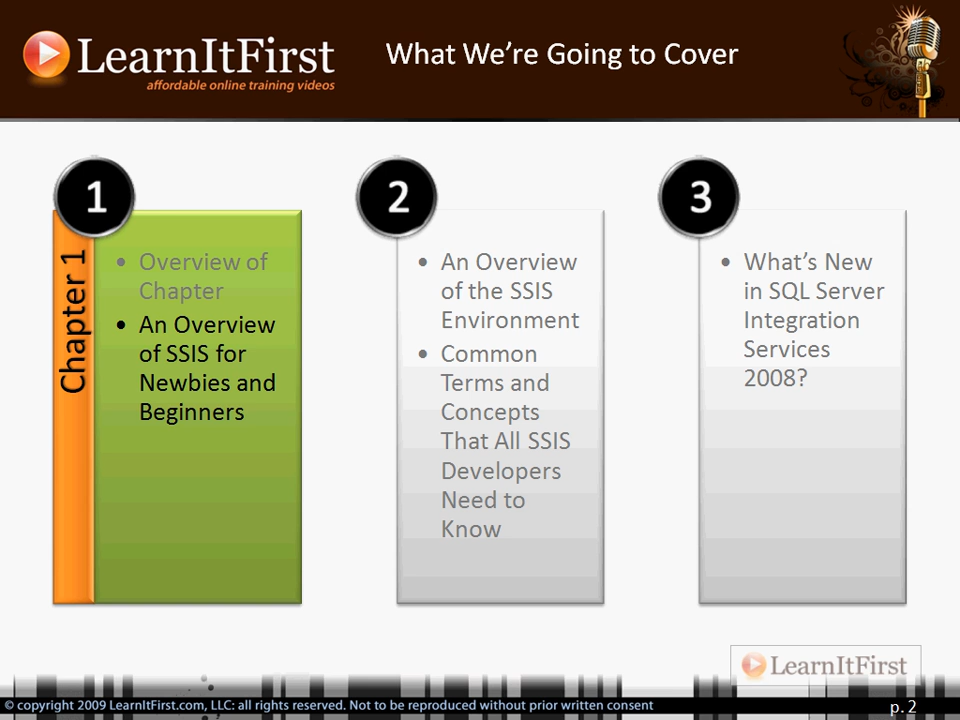 LearnItFirst
affordable online training videos
What We're Going to Cover
1
Chapter 1
• Overview of
Chapter
• An Overview
of SSIS for
Newbies and
Beginners
2
• An Overview
of the SSIS
Environment
• Common
Terms and
Concepts
That All SSIS
Developers
Need to
Know
3
• What's New
in SQL Server
Integration
Services
2008?
LearnItFirst
© copyright 2009 LearnItFirst.com, LLC: all rights reserved. Not to be reproduced without prior written consent
p. 2